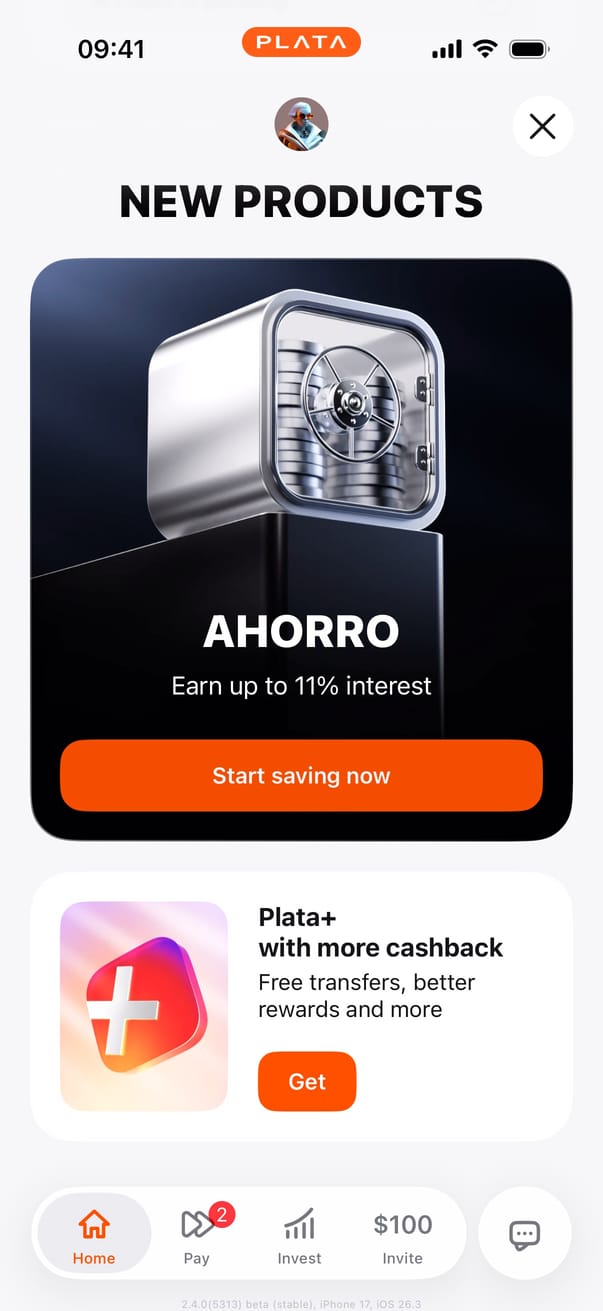 09:41
PLATA
NEW PRODUCTS
AHORRO
Earn up to 11% interest
Start saving now
Plata+
with more cashback
Free transfers, better
rewards and more
Get
2
$100
Home
Pay
Invest
Invite
2.4.0(5313) beta (stable), iPhone 17, iOS 26.3